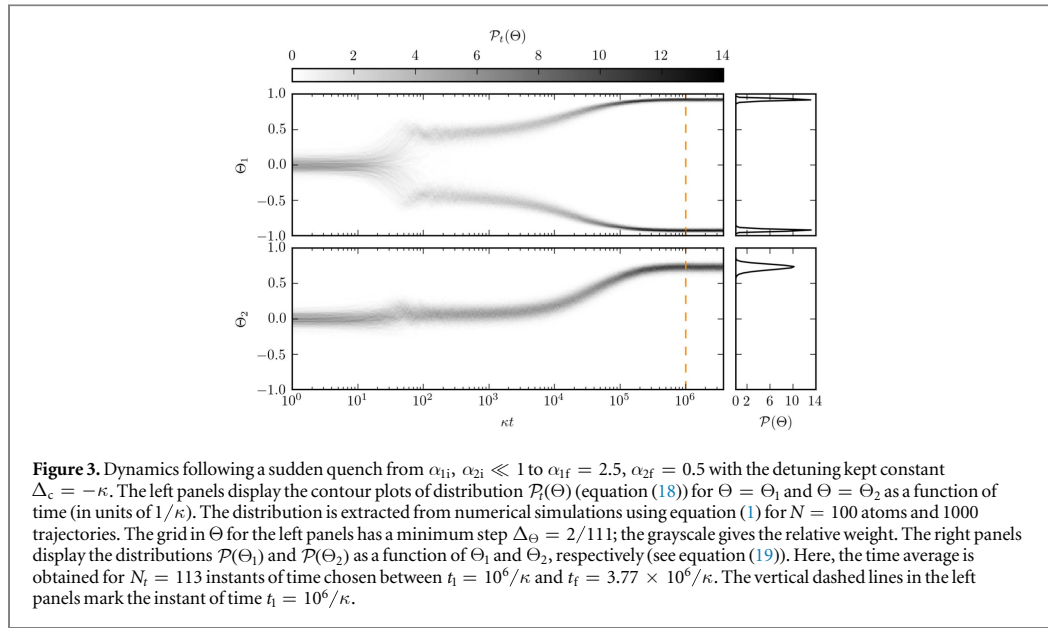 𝒫ₜ(Θ)
0 2 4 6 8 10 12 14
1.0
0.5
0.0
−0.5
−1.0
Θ₁
1.0
0.5
0.0
−0.5
−1.0
Θ₂
10⁰ 10¹ 10² 10³ 10⁴ 10⁵ 10⁶
κt
0 2 6 10 14
𝒫(Θ)
Figure 3. Dynamics following a sudden quench from α₁ᵢ, α₂ᵢ ≪ 1 to α₁f = 2.5, α₂f = 0.5 with the detuning kept constant
Δc = −κ. The left panels display the contour plots of distribution 𝒫ₜ(Θ) (equation (18)) for Θ = Θ₁ and Θ = Θ₂ as a function of
time (in units of 1/κ). The distribution is extracted from numerical simulations using equation (1) for N = 100 atoms and 1000
trajectories. The grid in Θ for the left panels has a minimum step ΔΘ = 2/111; the grayscale gives the relative weight. The right panels
display the distributions 𝒫(Θ₁) and 𝒫(Θ₂) as a function of Θ₁ and Θ₂, respectively (see equation (19)). Here, the time average is
obtained for Nₜ = 113 instants of time chosen between t₁ = 10⁶/κ and tf = 3.77 × 10⁶/κ. The vertical dashed lines in the left
panels mark the instant of time t₁ = 10⁶/κ.